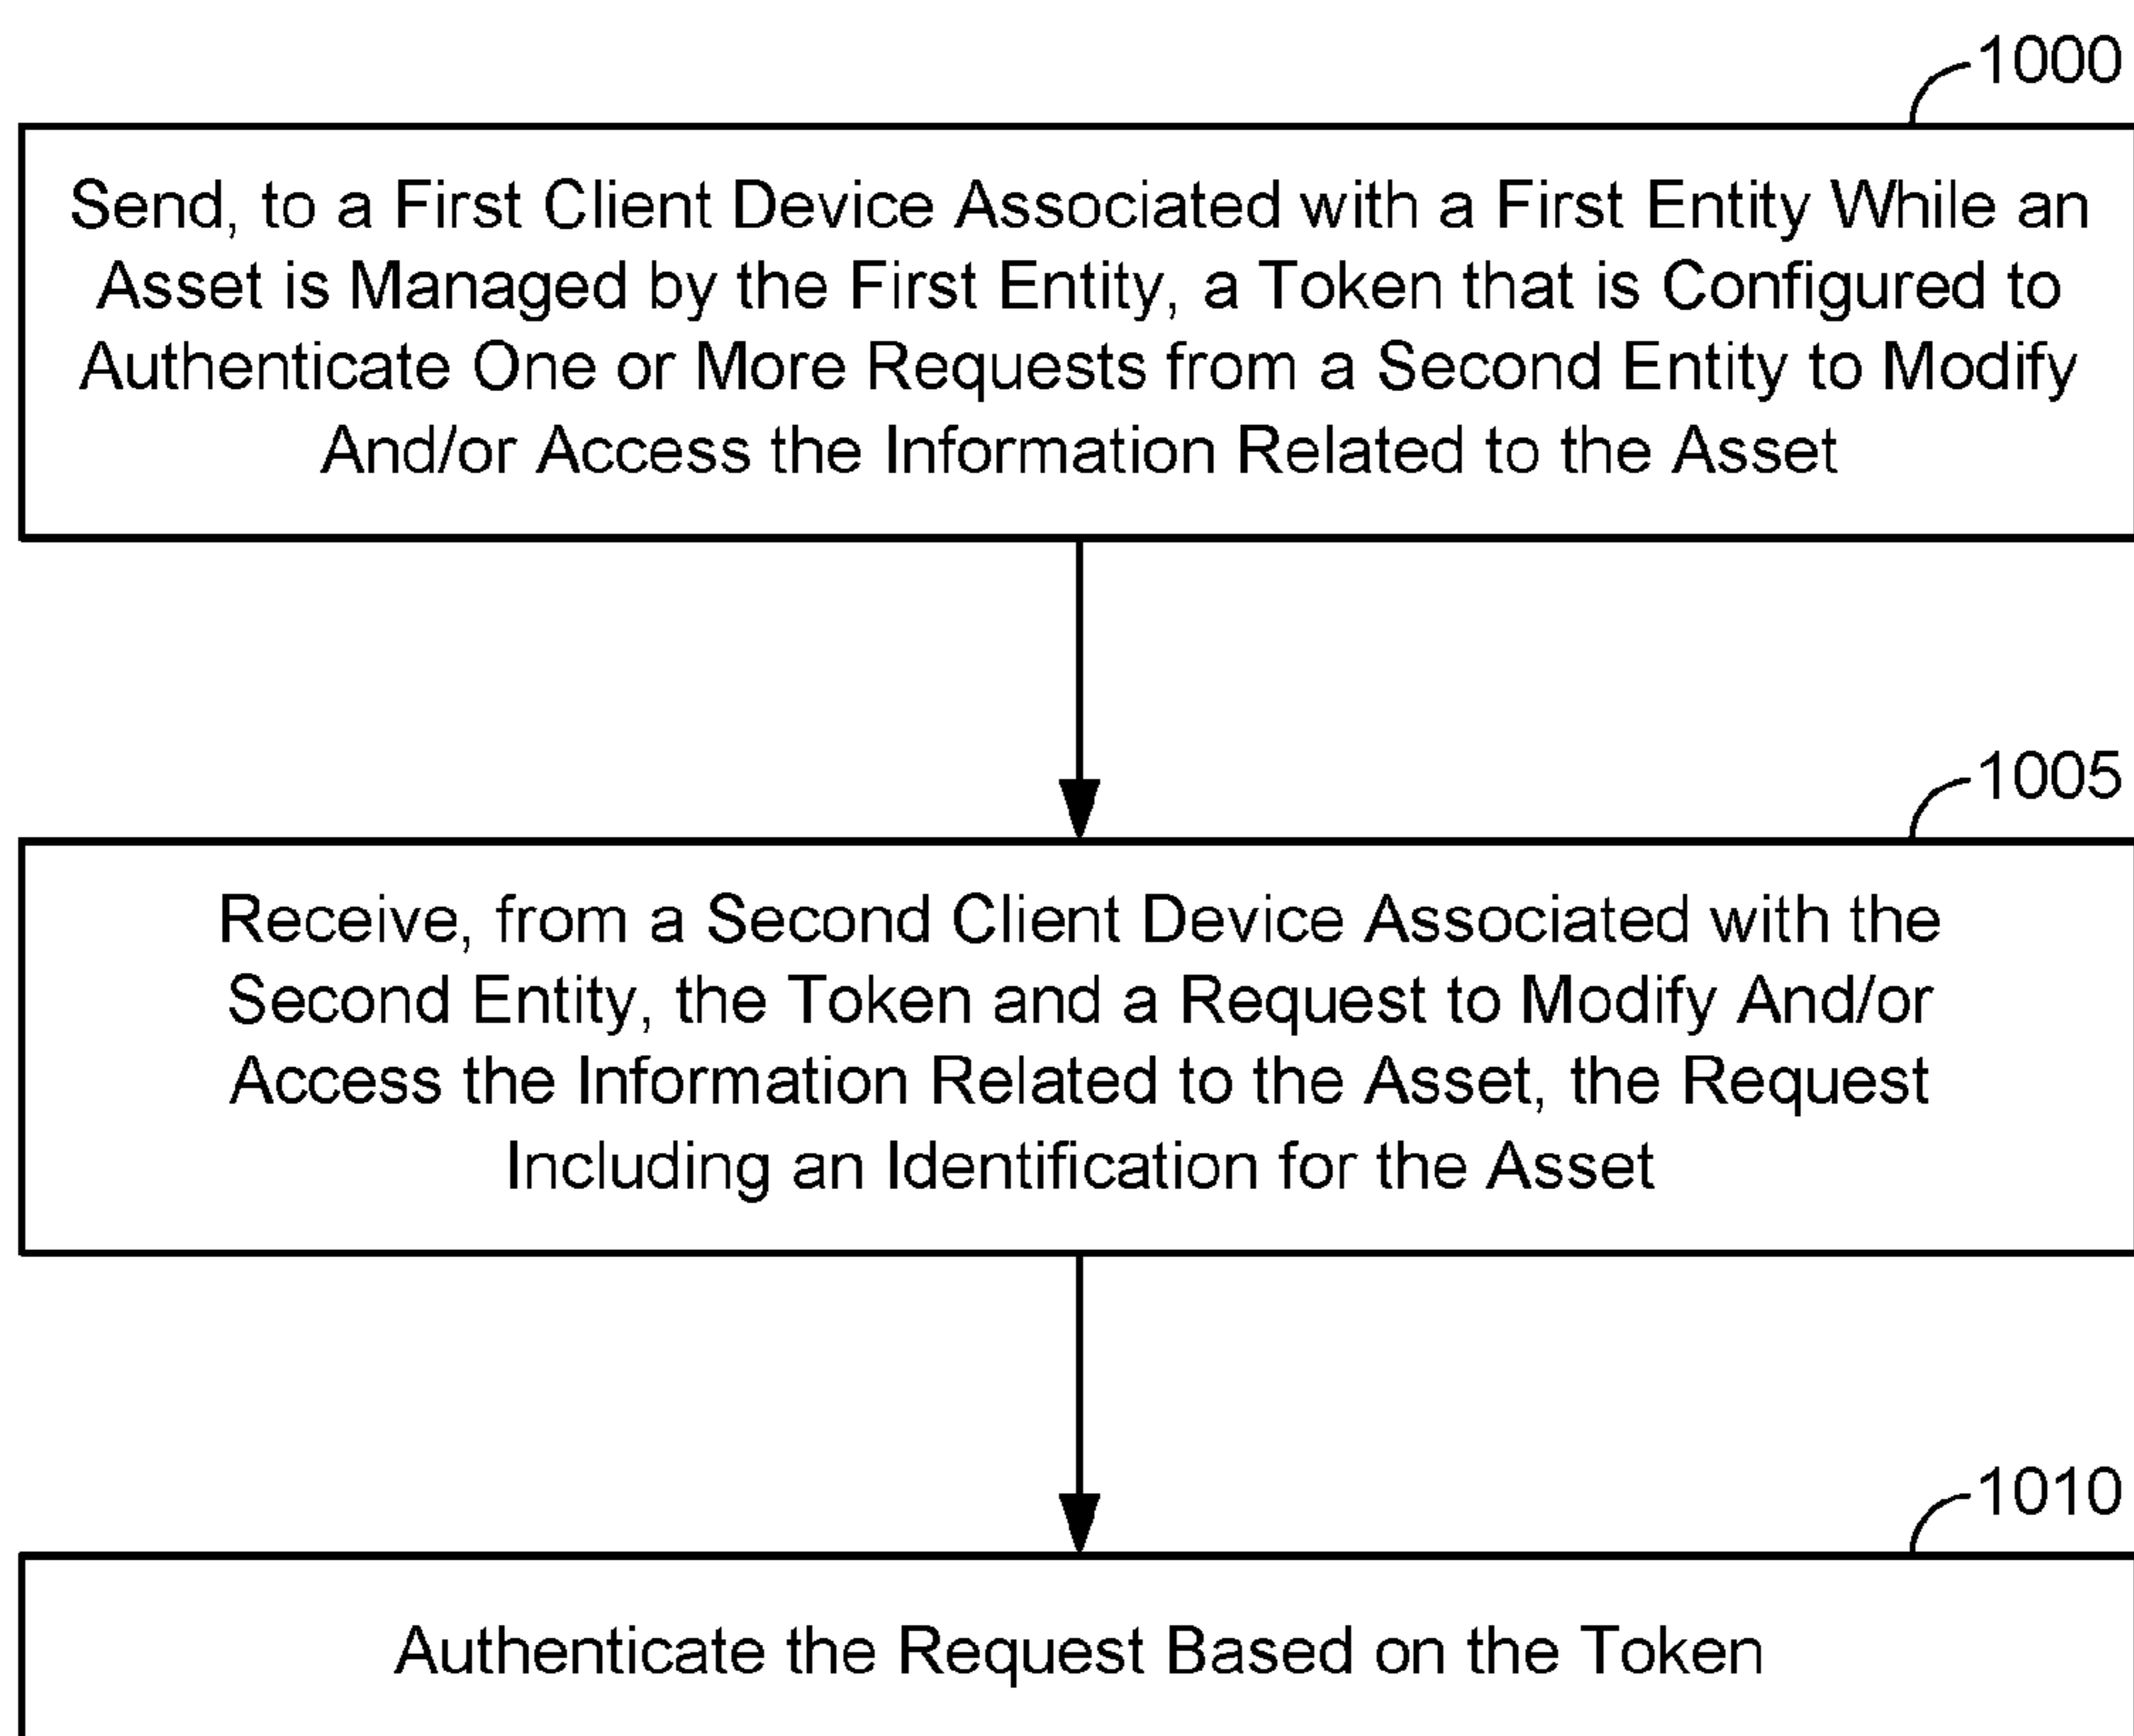 1000
Send, to a First Client Device Associated with a First Entity While an
Asset is Managed by the First Entity, a Token that is Configured to
Authenticate One or More Requests from a Second Entity to Modify
And/or Access the Information Related to the Asset
1005
Receive, from a Second Client Device Associated with the
Second Entity, the Token and a Request to Modify And/or
Access the Information Related to the Asset, the Request
Including an Identification for the Asset
1010
Authenticate the Request Based on the Token